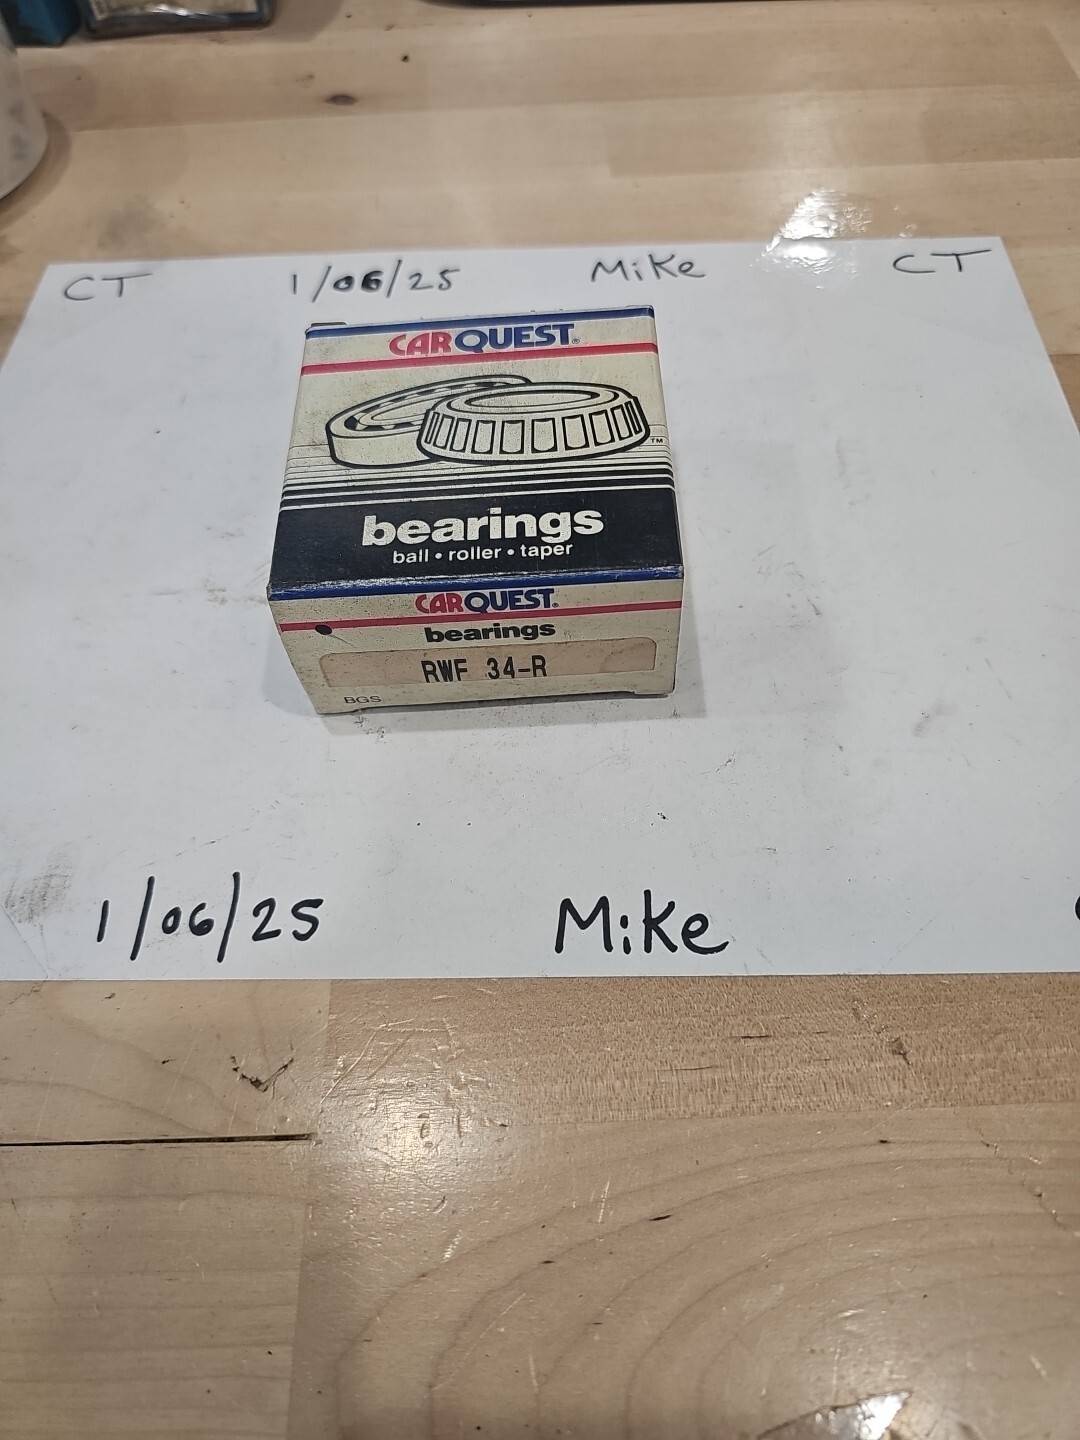 CT 1/06/25 Mike CT
CARQUEST®
TM
bearings
ball • roller • taper
CARQUEST®
bearings
RWF 34-R
BGS
1/06/25 Mike